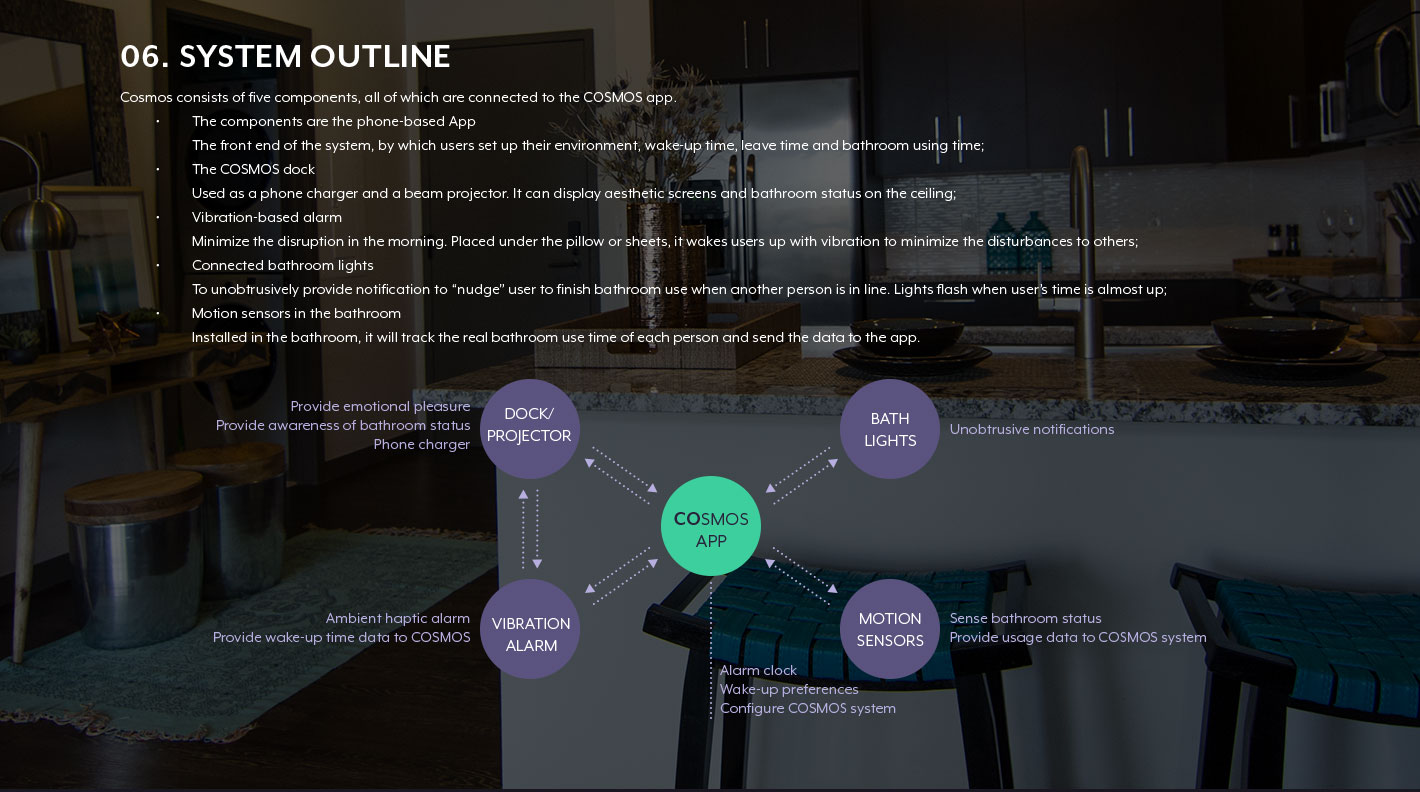 06. SYSTEM OUTLINE
Cosmos consists of five components, all of which are connected to the COSMOS app.
• The components are the phone-based App
The front end of the system, by which users set up their environment, wake-up time, leave time and bathroom using time;
• The COSMOS dock
Used as a phone charger and a beam projector. It can display aesthetic screens and bathroom status on the ceiling;
• Vibration-based alarm
Minimize the disruption in the morning. Placed under the pillow or sheets, it wakes users up with vibration to minimize the disturbances to others;
• Connected bathroom lights
To unobtrusively provide notification to “nudge” user to finish bathroom use when another person is in line. Lights flash when user’s time is almost up;
• Motion sensors in the bathroom
Installed in the bathroom, it will track the real bathroom use time of each person and send the data to the app.
Provide emotional pleasure
Provide awareness of bathroom status
Phone charger
DOCK/
PROJECTOR
BATH
LIGHTS
Unobtrusive notifications
COSMOS
APP
Ambient haptic alarm
Provide wake-up time data to COSMOS
VIBRATION
ALARM
MOTION
SENSORS
Sense bathroom status
Provide usage data to COSMOS system
Alarm clock
Wake-up preferences
Configure COSMOS system